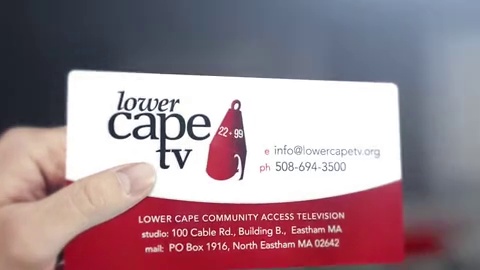 lower
cape
tv
22 + 99
e info@lowercapetv.org
ph 508-694-3500
LOWER CAPE COMMUNITY ACCESS TELEVISION
studio: 100 Cable Rd., Building B., Eastham MA
mail: PO Box 1916, North Eastham MA 02642